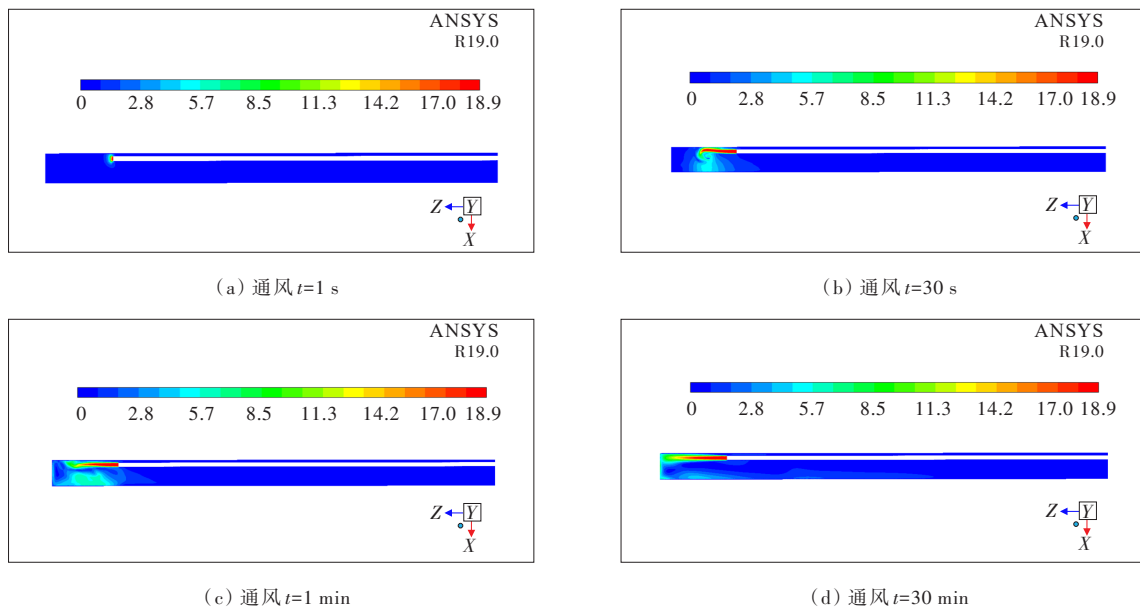 ANSYS
R19.0
0 2.8 5.7 8.5 11.3 14.2 17.0 18.9
Z Y
X
(a) 通风 t=1 s
ANSYS
R19.0
0 2.8 5.7 8.5 11.3 14.2 17.0 18.9
Z Y
X
(b) 通风 t=30 s
ANSYS
R19.0
0 2.8 5.7 8.5 11.3 14.2 17.0 18.9
Z Y
X
(c) 通风 t=1 min
ANSYS
R19.0
0 2.8 5.7 8.5 11.3 14.2 17.0 18.9
Z Y
X
(d) 通风 t=30 min